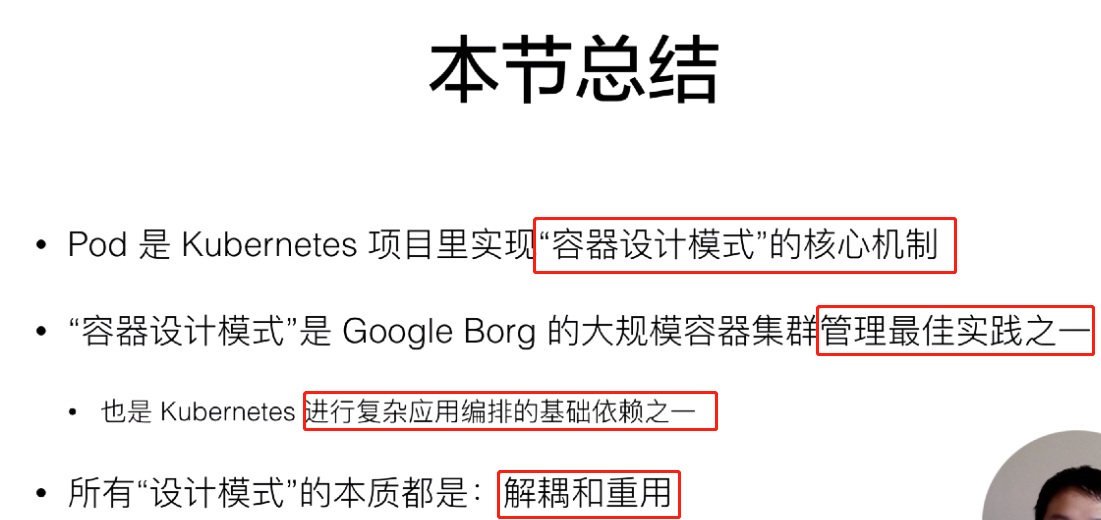 本节总结
• Pod 是 Kubernetes 项目里实现“容器设计模式”的核心机制
• “容器设计模式”是 Google Borg 的大规模容器集群管理最佳实践之一
• 也是 Kubernetes 进行复杂应用编排的基础依赖之一
• 所有“设计模式”的本质都是：解耦和重用